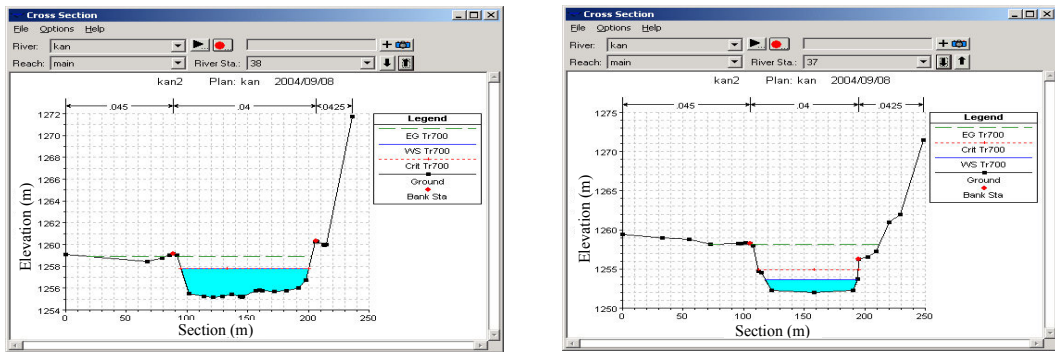 Cross Section
File Options Help
River: kan
Reach: main River Sta.: 38
kan2 Plan: kan 2004/09/08
.045 .04 .0425
1272
1270
1268
1266
1264
1262
1260
1258
1256
1254
Elevation (m)
0 50 100 150 200 250
Section (m)
Legend
EG Tr700
WS Tr700
Crit Tr700
Ground
Bank Sta
Cross Section
File Options Help
River: kan
Reach: main River Sta.: 37
kan2 Plan: kan 2004/09/08
.045 .04 .0425
1275
1270
1265
1260
1255
1250
Elevation (m)
0 50 100 150 200 250
Section (m)
Legend
EG Tr700
Crit Tr700
WS Tr700
Ground
Bank Sta